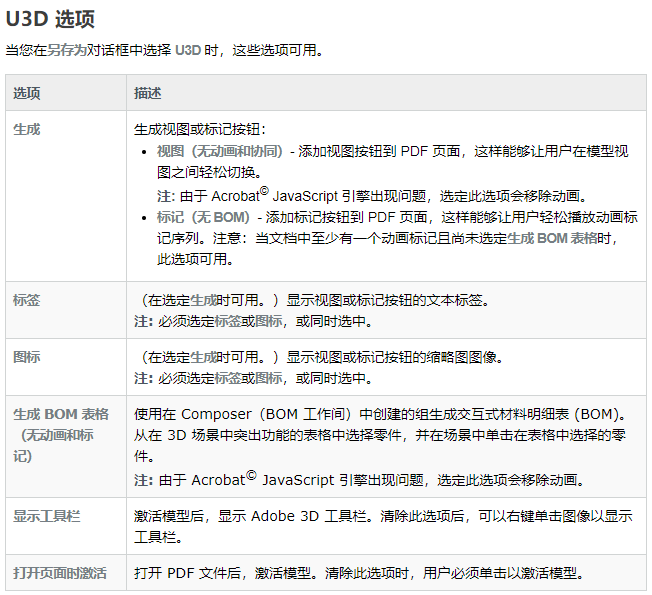 U3D 选项
当您在另存为对话框中选择 U3D 时，这些选项可用。
选项 描述
生成 生成视图或标记按钮：
• 视图（无动画和协同）- 添加视图按钮到 PDF 页面，这样能够让用户在模型视
图之间轻松切换。
注: 由于 Acrobat© JavaScript 引擎出现问题，选定此选项会移除动画。
• 标记（无 BOM）- 添加标记按钮到 PDF 页面，这样能够让用户轻松播放动画标
记序列。注意：当文档中至少有一个动画标记且尚未选定生成 BOM 表格时，
此选项可用。
标签 （在选定生成时可用。）显示视图或标记按钮的文本标签。
注: 必须选定标签或图标，或同时选中。
图标 （在选定生成时可用。）显示视图或标记按钮的缩略图图像。
注: 必须选定标签或图标，或同时选中。
生成 BOM 表格
（无动画和标
记）
使用在 Composer（BOM 工作间）中创建的组生成交互式材料明细表 (BOM)。
从在 3D 场景中突出功能的表格中选择零件，并在场景中单击在表格中选择的零
件。
注: 由于 Acrobat© JavaScript 引擎出现问题，选定此选项会移除动画。
显示工具栏 激活模型后，显示 Adobe 3D 工具栏。清除此选项后，可以右键单击图像以显示
工具栏。
打开页面时激活 打开 PDF 文件后，激活模型。清除此选项时，用户必须单击以激活模型。